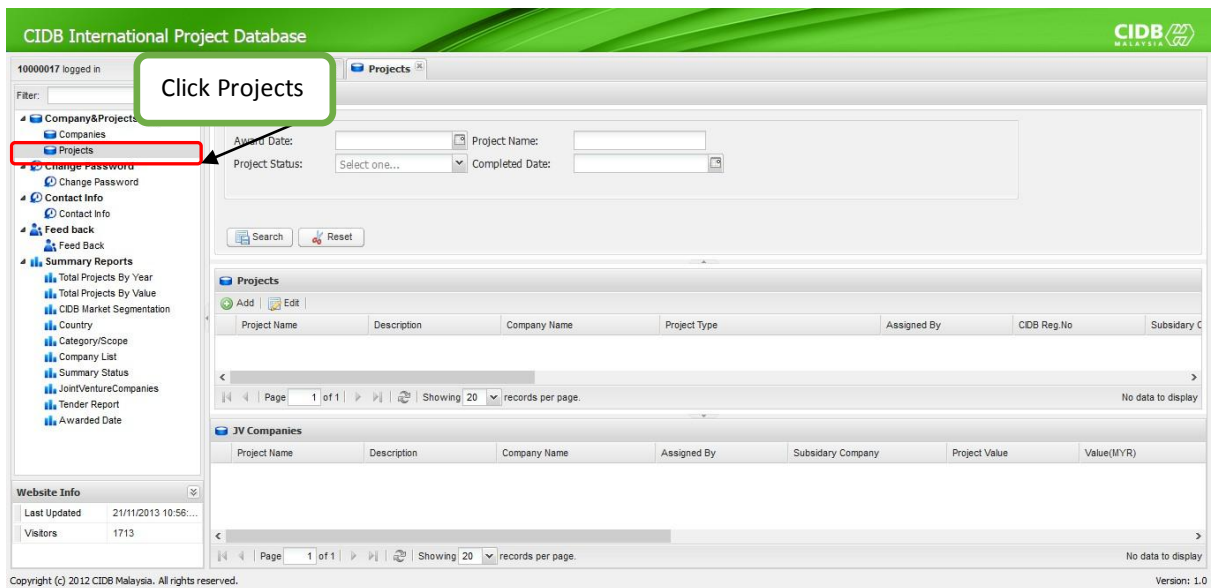 CIDB International Project Database
CIDB
MALAYSIA
10000017 logged in
Projects
Click Projects
Filter:
Company&Projects
Companies
Projects
Change Password
Change Password
Contact Info
Contact Info
Feed back
Feed Back
Summary Reports
Total Projects By Year
Total Projects By Value
CIDB Market Segmentation
Country
Category/Scope
Company List
Summary Status
JointVentureCompanies
Tender Report
Awarded Date
Website Info
Last Updated 21/11/2013 10:56:...
Visitors 1713
Award Date: Project Name:
Project Status: Select one... Completed Date:
Search Reset
Projects
Add Edit
Project Name Description Company Name Project Type Assigned By CIDB Reg.No Subsidary C
Page 1 of 1 Showing 20 records per page. No data to display
JV Companies
Project Name Description Company Name Assigned By Subsidary Company Project Value Value(MYR)
Page 1 of 1 Showing 20 records per page. No data to display
Copyright (c) 2012 CIDB Malaysia. All rights reserved. Version: 1.0